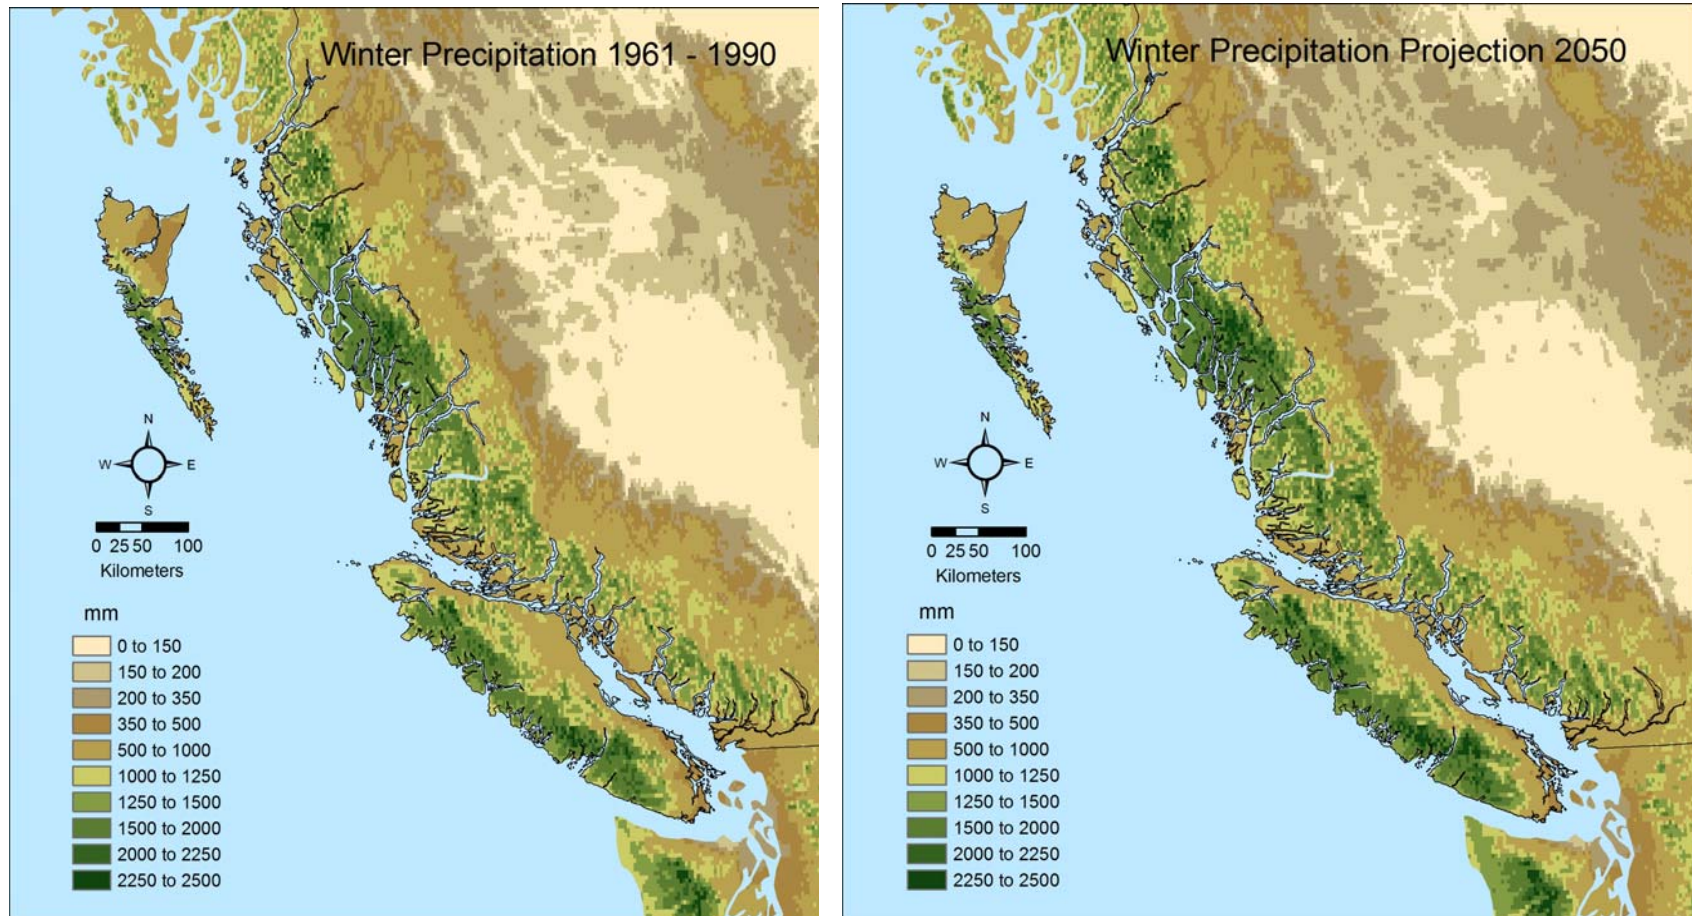 Winter Precipitation 1961 - 1990
N
W E
S
0 25 50 100
Kilometers
mm
0 to 150
150 to 200
200 to 350
350 to 500
500 to 1000
1000 to 1250
1250 to 1500
1500 to 2000
2000 to 2250
2250 to 2500
Winter Precipitation Projection 2050
N
W E
S
0 25 50 100
Kilometers
mm
0 to 150
150 to 200
200 to 350
350 to 500
500 to 1000
1000 to 1250
1250 to 1500
1500 to 2000
2000 to 2250
2250 to 2500